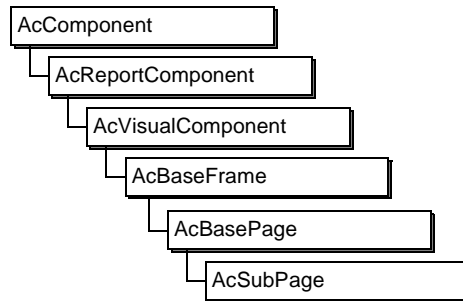 AcComponent
AcReportComponent
AcVisualComponent
AcBaseFrame
AcBasePage
AcSubPage